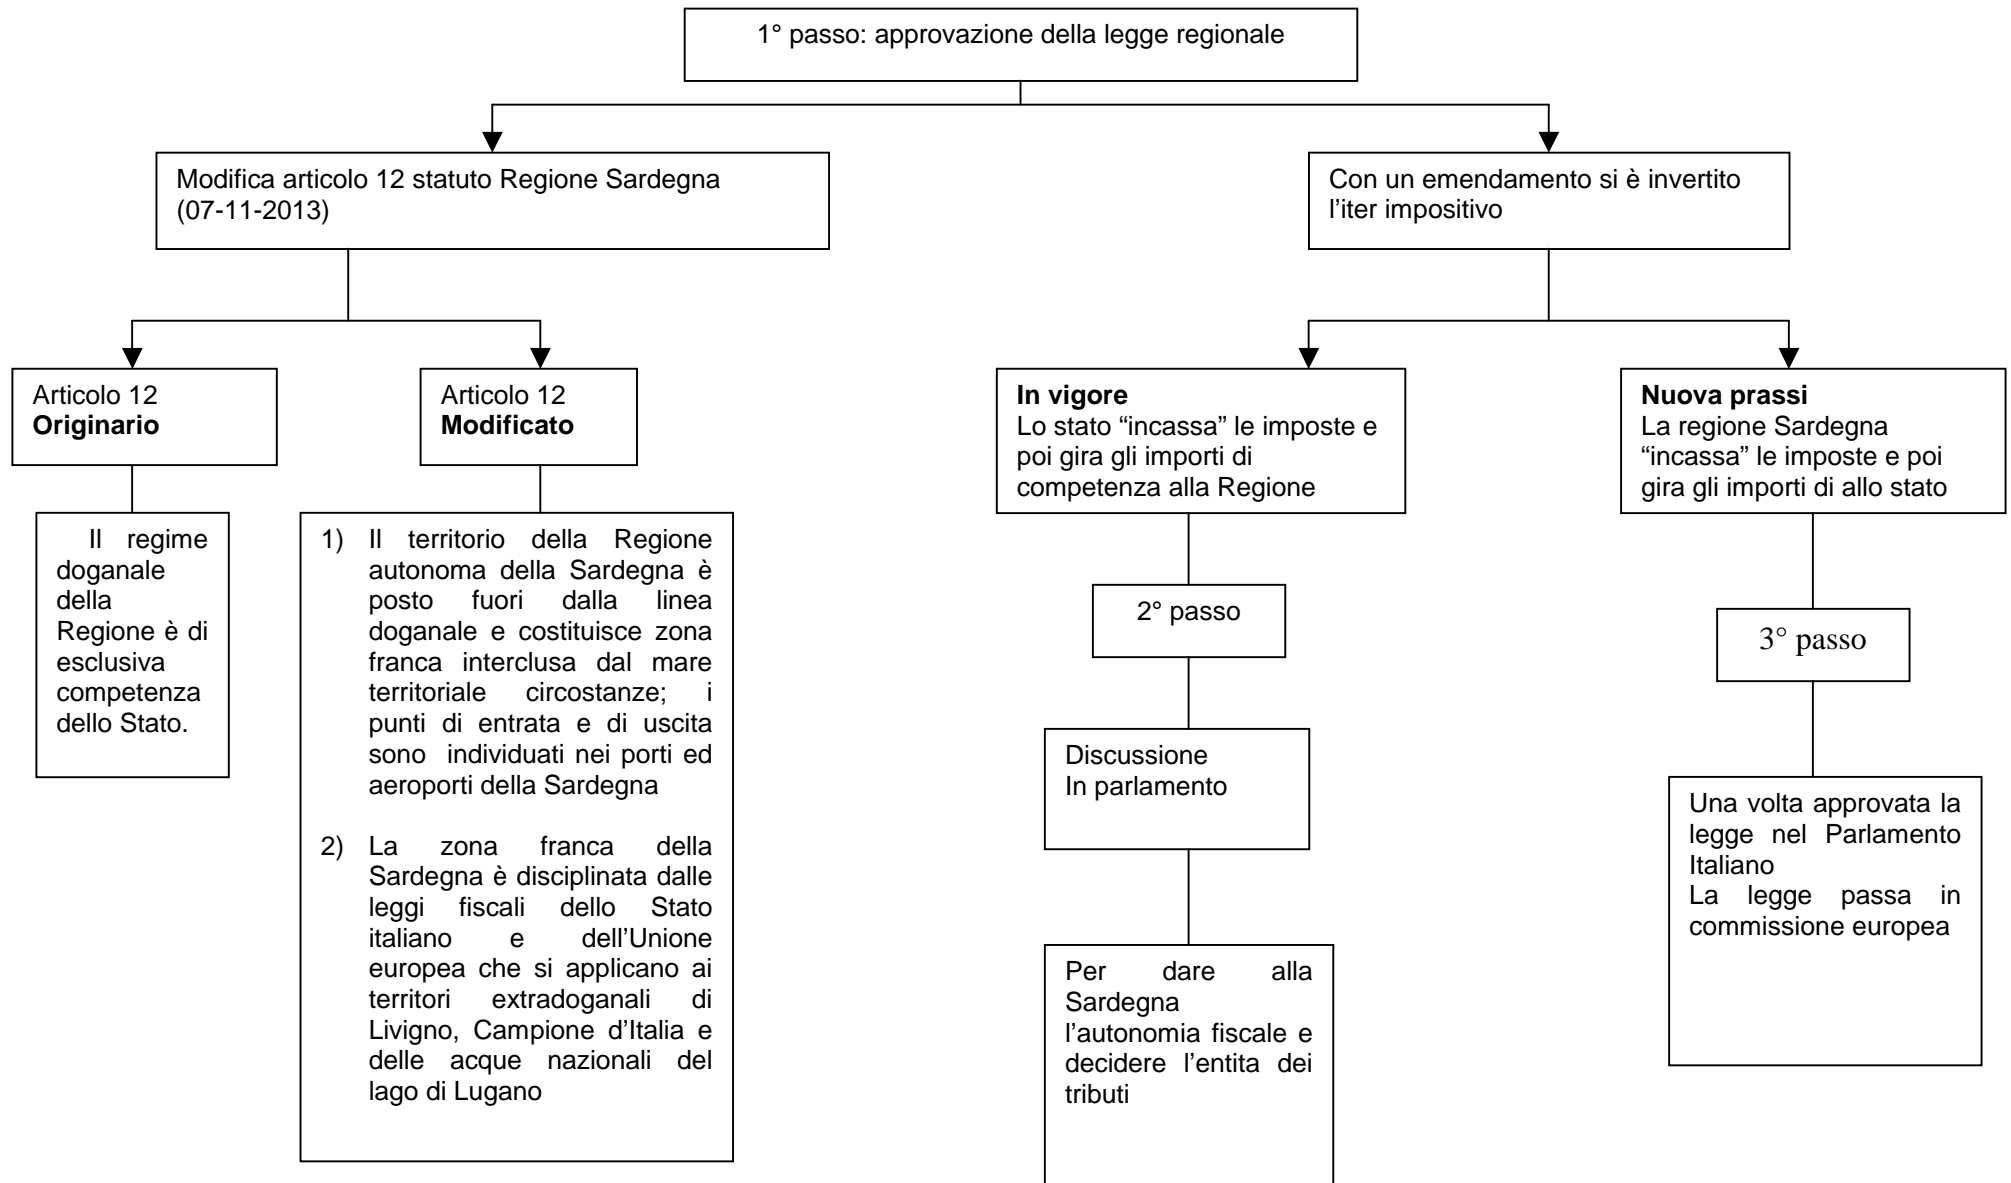 1° passo: approvazione della legge regionale
Modifica articolo 12 statuto Regione Sardegna
(07-11-2013)
Con un emendamento si è invertito
l’iter impositivo
Articolo 12
Originario
Articolo 12
Modificato
In vigore
Lo stato “incassa” le imposte e
poi gira gli importi di
competenza alla Regione
Nuova prassi
La regione Sardegna
“incassa” le imposte e poi
gira gli importi di allo stato
Il regime
doganale
della
Regione è di
esclusiva
competenza
dello Stato.
1) Il territorio della Regione
autonoma della Sardegna è
posto fuori dalla linea
doganale e costituisce zona
franca interclusa dal mare
territoriale circostanze; i
punti di entrata e di uscita
sono individuati nei porti ed
aeroporti della Sardegna
2) La zona franca della
Sardegna è disciplinata dalle
leggi fiscali dello Stato
italiano e dell’Unione
europea che si applicano ai
territori extradoganali di
Livigno, Campione d’Italia e
delle acque nazionali del
lago di Lugano
2° passo
Discussione
In parlamento
Per dare alla
Sardegna
l’autonomia fiscale e
decidere l’entita dei
tributi
3° passo
Una volta approvata la
legge nel Parlamento
Italiano
La legge passa in
commissione europea